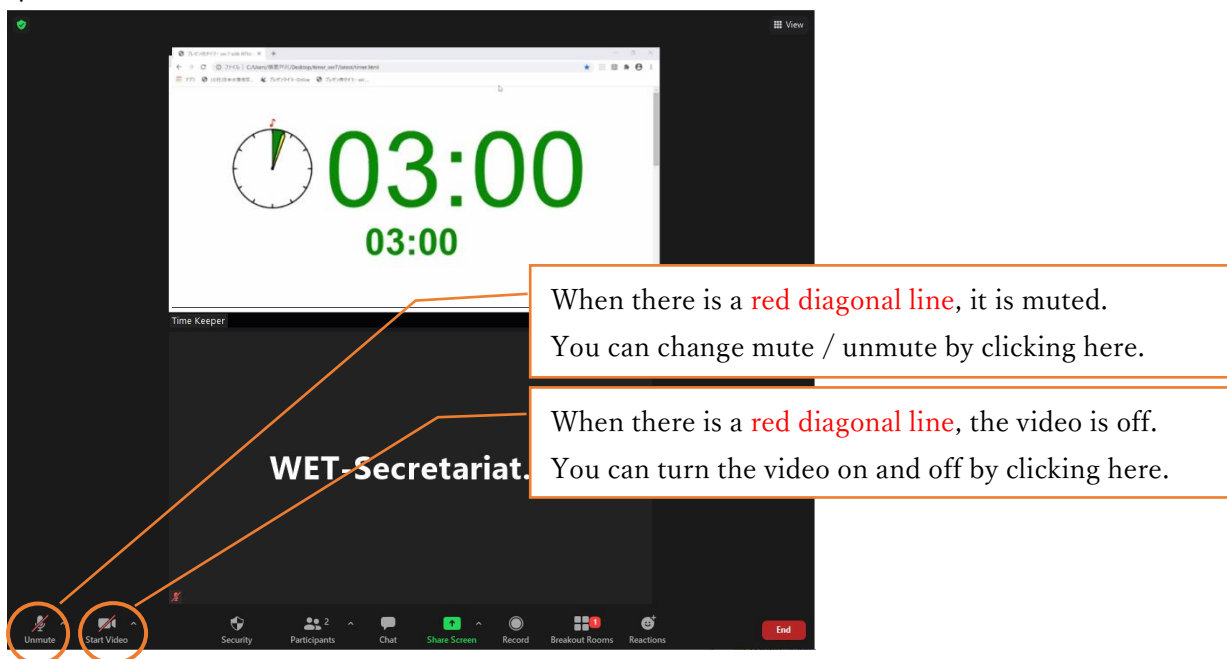 View
03:00
03:00
Time Keeper
When there is a red diagonal line, it is muted.
You can change mute / unmute by clicking here.
When there is a red diagonal line, the video is off.
You can turn the video on and off by clicking here.
WET-Secretariat.
2
1
Unmute
Start Video
Security
Participants
Chat
Share Screen
Record
Breakout Rooms
Reactions
End